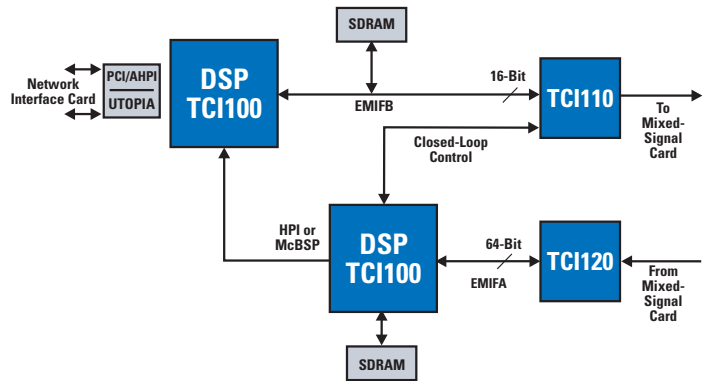 SDRAM
Network
Interface Card
PCI/AHPI
UTOPIA
DSP
TCI100
EMIFB
16-Bit
TCI110
To
Mixed-
Signal
Card
Closed-Loop
Control
HPI or
McBSP
DSP
TCI100
64-Bit
EMIFA
TCI120
From
Mixed-
Signal
Card
SDRAM